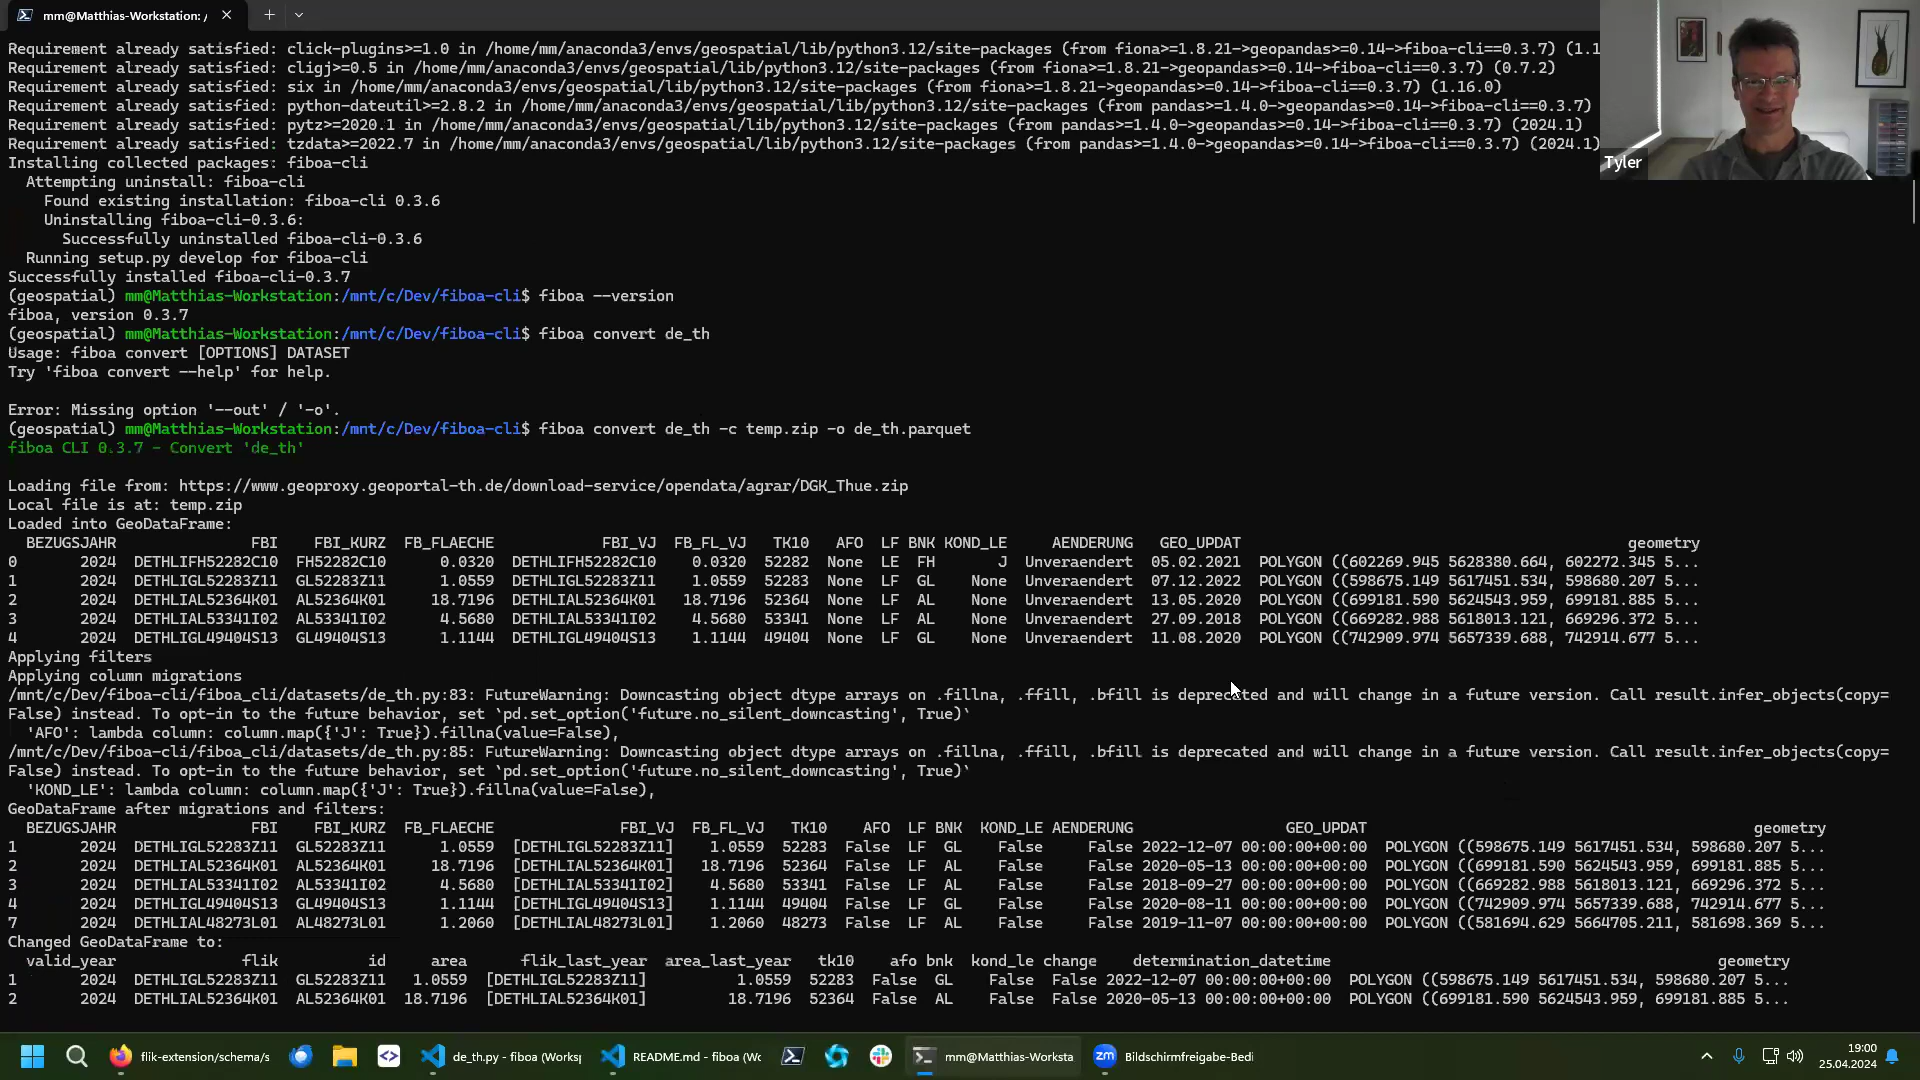 mm@Matthias-Workstation: /
Requirement already satisfied: click-plugins>=1.0 in /home/mm/anaconda3/envs/geospatial/lib/python3.12/site-packages (from fiona>=1.8.21->geopandas>=0.14->fiboa-cli==0.3.7) (1.1
Requirement already satisfied: cligj>=0.5 in /home/mm/anaconda3/envs/geospatial/lib/python3.12/site-packages (from fiona>=1.8.21->geopandas>=0.14->fiboa-cli==0.3.7) (0.7.2)
Requirement already satisfied: six in /home/mm/anaconda3/envs/geospatial/lib/python3.12/site-packages (from fiona>=1.8.21->geopandas>=0.14->fiboa-cli==0.3.7) (1.16.0)
Requirement already satisfied: python-dateutil>=2.8.2 in /home/mm/anaconda3/envs/geospatial/lib/python3.12/site-packages (from pandas>=1.4.0->geopandas>=0.14->fiboa-cli==0.3.7)
Requirement already satisfied: pytz>=2020.1 in /home/mm/anaconda3/envs/geospatial/lib/python3.12/site-packages (from pandas>=1.4.0->geopandas>=0.14->fiboa-cli==0.3.7) (2024.1)
Requirement already satisfied: tzdata>=2022.7 in /home/mm/anaconda3/envs/geospatial/lib/python3.12/site-packages (from pandas>=1.4.0->geopandas>=0.14->fiboa-cli==0.3.7) (2024.1)
Tyler
Installing collected packages: fiboa-cli
Attempting uninstall: fiboa-cli
Found existing installation: fiboa-cli 0.3.6
Uninstalling fiboa-cli-0.3.6:
Successfully uninstalled fiboa-cli-0.3.6
Running setup.py develop for fiboa-cli
Successfully installed fiboa-cli-0.3.7
(geospatial) mm@Matthias-Workstation:/mnt/c/Dev/fiboa-cli$ fiboa --version
fiboa, version 0.3.7
(geospatial) mm@Matthias-Workstation:/mnt/c/Dev/fiboa-cli$ fiboa convert de_th
Usage: fiboa convert [OPTIONS] DATASET
Try 'fiboa convert --help' for help.
Error: Missing option '--out' / '-o'.
(geospatial) mm@Matthias-Workstation:/mnt/c/Dev/fiboa-cli$ fiboa convert de_th -c temp.zip -o de_th.parquet
fiboa CLI 0.3.7 - Convert 'de_th'
Loading file from: https://www.geoproxy.geoportal-th.de/download-service/opendata/agrar/DGK_Thue.zip
Local file is at: temp.zip
Loaded into GeoDataFrame:
BEZUGSJAHR FBI FBI_KURZ FB_FLAECHE FBI_VJ FB_FL_VJ TK10 AFO LF BNK KOND_LE AENDERUNG GEO_UPDAT geometry
0 2024 DETHLIFH52282C10 FH52282C10 0.0320 DETHLIFH52282C10 0.0320 52282 None LE FH J Unveraendert 05.02.2021 POLYGON ((602269.945 5628380.664, 602272.345 5...
1 2024 DETHLIGL52283Z11 GL52283Z11 1.0559 DETHLIGL52283Z11 1.0559 52283 None LF GL None Unveraendert 07.12.2022 POLYGON ((598675.149 5617451.534, 598680.207 5...
2 2024 DETHLIAL52364K01 AL52364K01 18.7196 DETHLIAL52364K01 18.7196 52364 None LF AL None Unveraendert 13.05.2020 POLYGON ((699181.590 5624543.959, 699181.885 5...
3 2024 DETHLIAL53341I02 AL53341I02 4.5680 DETHLIAL53341I02 4.5680 53341 None LF AL None Unveraendert 27.09.2018 POLYGON ((669282.988 5618013.121, 669296.372 5...
4 2024 DETHLIGL49404S13 GL49404S13 1.1144 DETHLIGL49404S13 1.1144 49404 None LF GL None Unveraendert 11.08.2020 POLYGON ((742909.974 5657339.688, 742914.677 5...
Applying filters
Applying column migrations
/mnt/c/Dev/fiboa-cli/fiboa_cli/datasets/de_th.py:83: FutureWarning: Downcasting object dtype arrays on .fillna, .ffill, .bfill is deprecated and will change in a future version. Call result.infer_objects(copy=
False) instead. To opt-in to the future behavior, set `pd.set_option('future.no_silent_downcasting', True)`
'AFO': lambda column: column.map({'J': True}).fillna(value=False),
/mnt/c/Dev/fiboa-cli/fiboa_cli/datasets/de_th.py:85: FutureWarning: Downcasting object dtype arrays on .fillna, .ffill, .bfill is deprecated and will change in a future version. Call result.infer_objects(copy=
False) instead. To opt-in to the future behavior, set `pd.set_option('future.no_silent_downcasting', True)`
'KOND_LE': lambda column: column.map({'J': True}).fillna(value=False),
GeoDataFrame after migrations and filters:
BEZUGSJAHR FBI FBI_KURZ FB_FLAECHE FBI_VJ FB_FL_VJ TK10 AFO LF BNK KOND_LE AENDERUNG GEO_UPDAT geometry
1 2024 DETHLIGL52283Z11 GL52283Z11 1.0559 [DETHLIGL52283Z11] 1.0559 52283 False LF GL False False 2022-12-07 00:00:00+00:00 POLYGON ((598675.149 5617451.534, 598680.207 5...
2 2024 DETHLIAL52364K01 AL52364K01 18.7196 [DETHLIAL52364K01] 18.7196 52364 False LF AL False False 2020-05-13 00:00:00+00:00 POLYGON ((699181.590 5624543.959, 699181.885 5...
3 2024 DETHLIAL53341I02 AL53341I02 4.5680 [DETHLIAL53341I02] 4.5680 53341 False LF AL False False 2018-09-27 00:00:00+00:00 POLYGON ((669282.988 5618013.121, 669296.372 5...
4 2024 DETHLIGL49404S13 GL49404S13 1.1144 [DETHLIGL49404S13] 1.1144 49404 False LF GL False False 2020-08-11 00:00:00+00:00 POLYGON ((742909.974 5657339.688, 742914.677 5...
7 2024 DETHLIAL48273L01 AL48273L01 1.2060 [DETHLIAL48273L01] 1.2060 48273 False LF AL False False 2019-11-07 00:00:00+00:00 POLYGON ((581694.629 5664705.211, 581698.369 5...
Changed GeoDataFrame to:
valid_year flik id area flik_last_year area_last_year tk10 afo bnk kond_le change determination_datetime geometry
1 2024 DETHLIGL52283Z11 GL52283Z11 1.0559 [DETHLIGL52283Z11] 1.0559 52283 False GL False False 2022-12-07 00:00:00+00:00 POLYGON ((598675.149 5617451.534, 598680.207 5...
2 2024 DETHLIAL52364K01 AL52364K01 18.7196 [DETHLIAL52364K01] 18.7196 52364 False AL False False 2020-05-13 00:00:00+00:00 POLYGON ((699181.590 5624543.959, 699181.885 5...
flik-extension/schema/s
de_th.py - fiboa (Worksp
README.md - fiboa (Wo
mm@Matthias-Worksta
zm
Bildschirmfreigabe-Bedi
19:00
25.04.2024